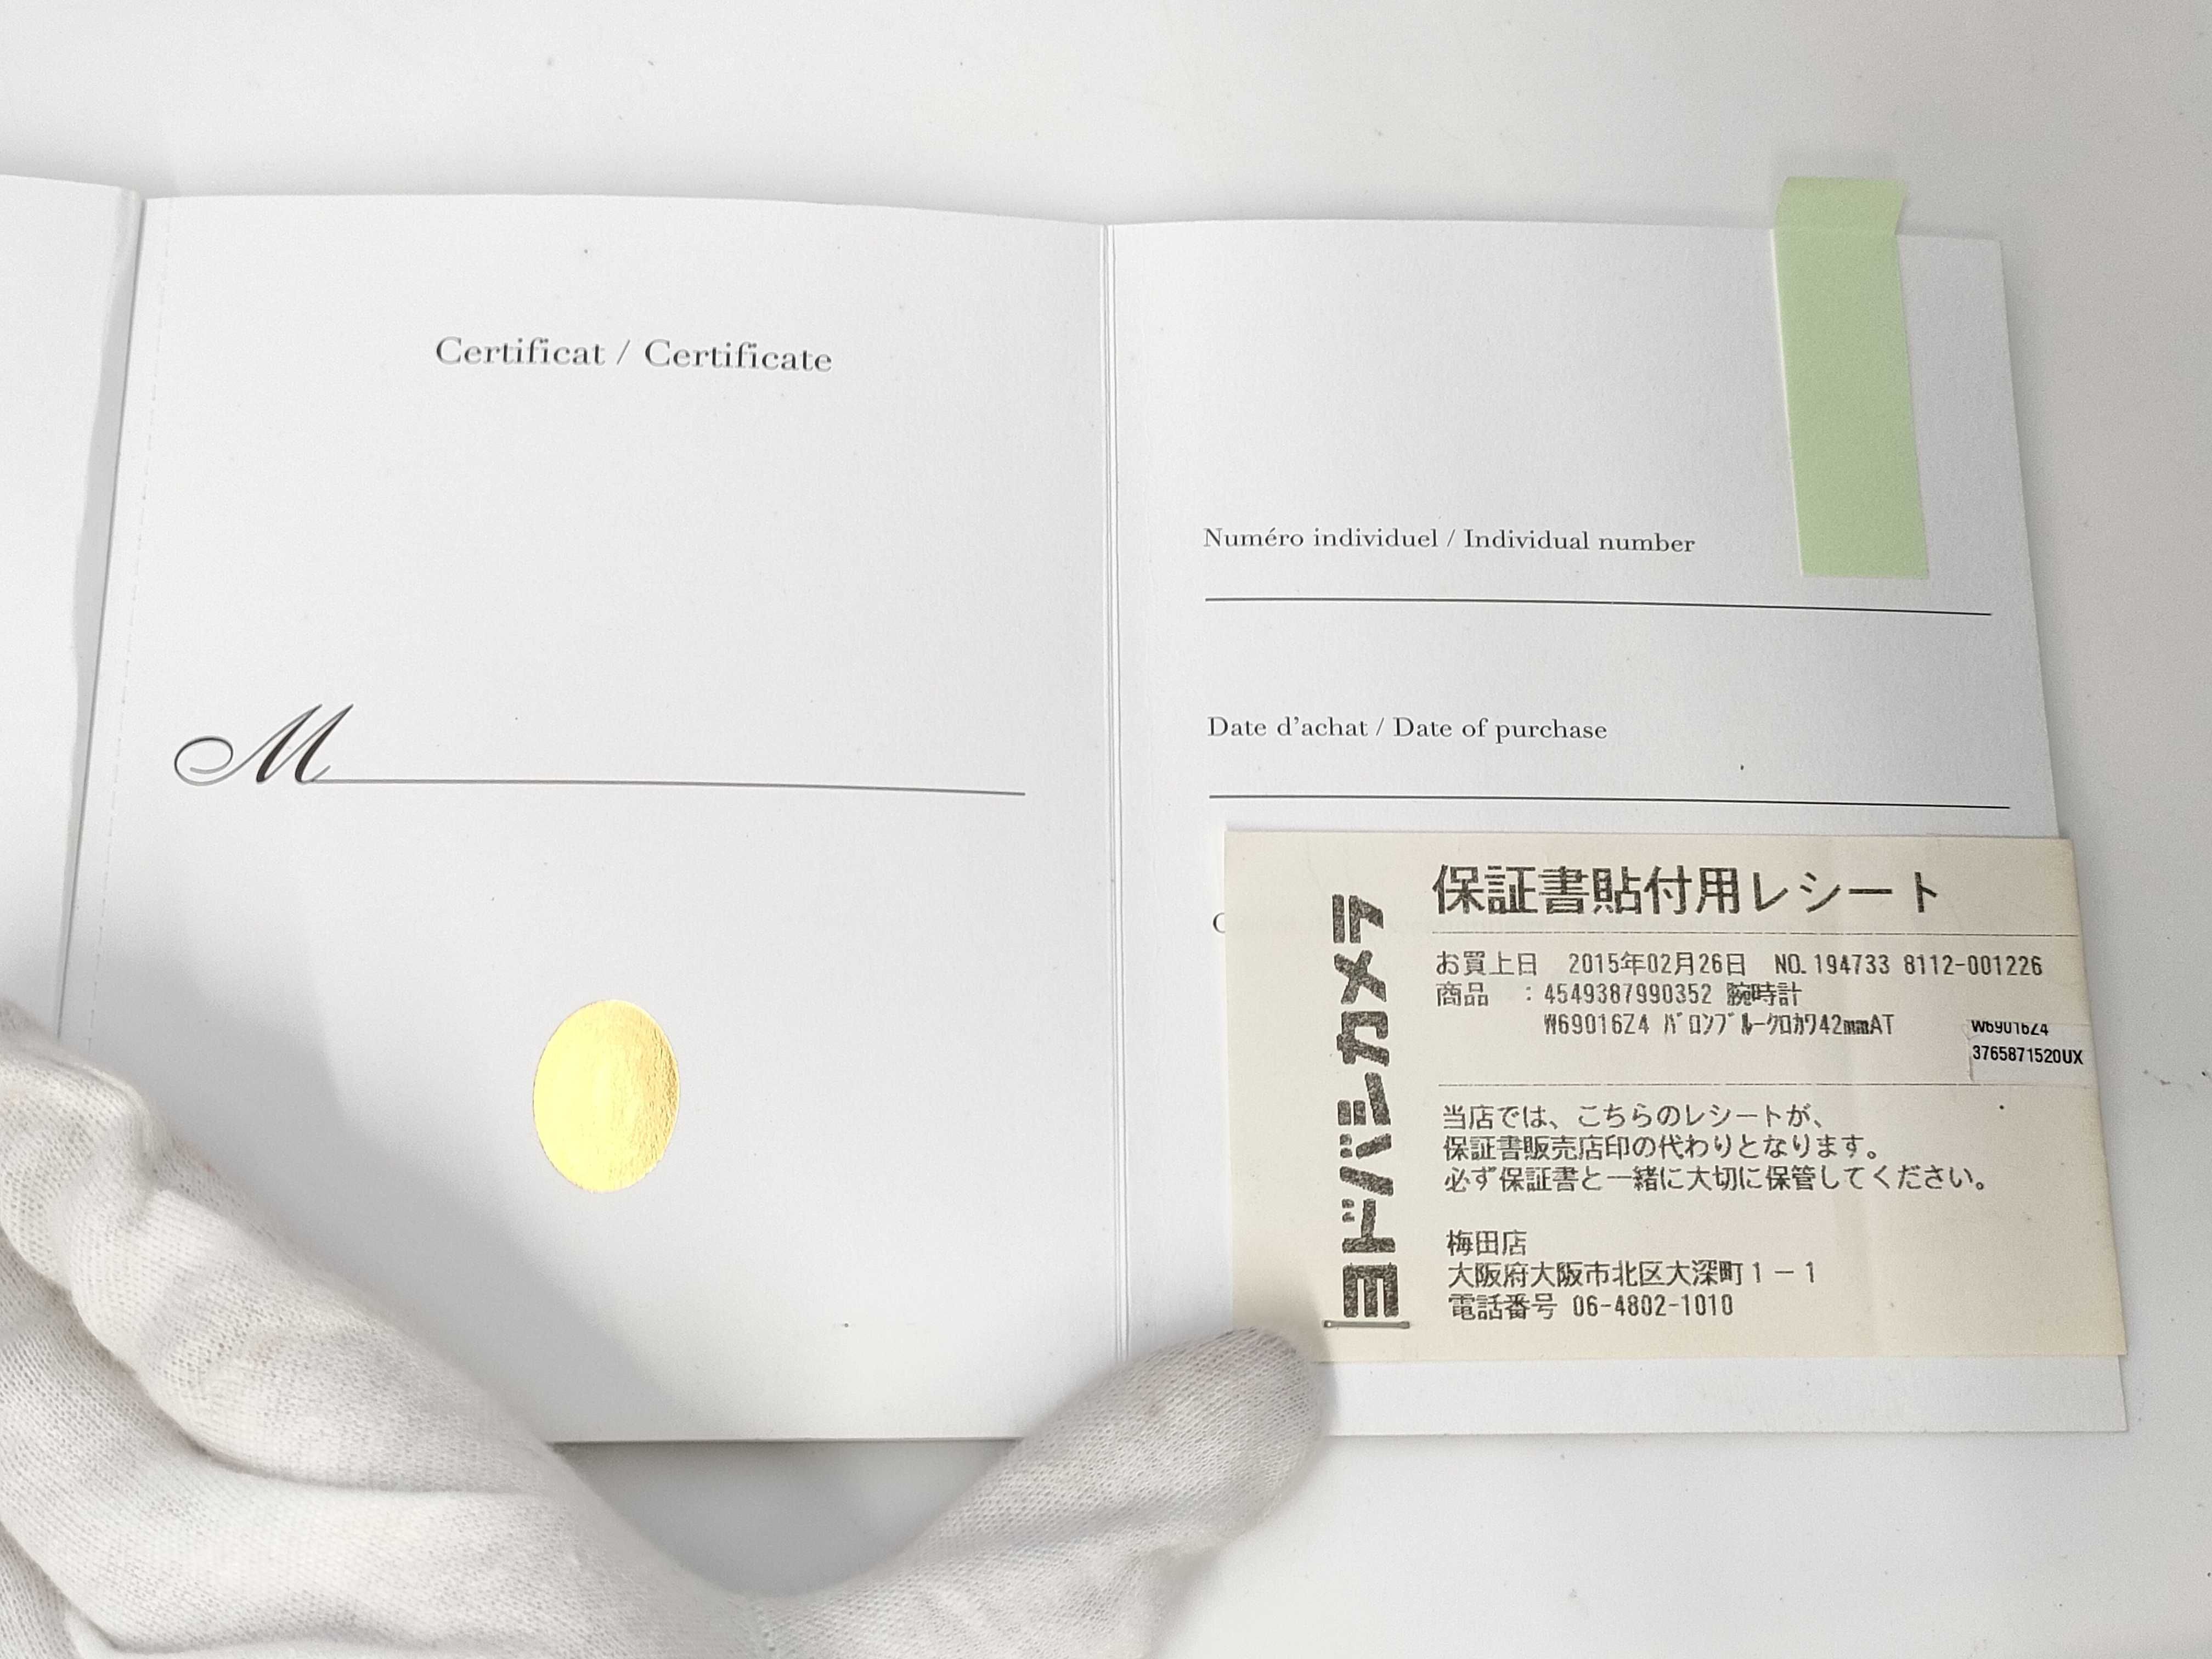 Certificat / Certificate
M
Numéro individuel / Individual number
Date d'achat / Date of purchase
C
ヨドバシカメラ
保証書貼付用レシート
お買上日 2015年02月26日 NO.194733 8112-001226
商品 :4549387990352 腕時計
W69016Z4 ﾊﾞﾛﾝﾌﾞﾙｰｸﾛｶﾜ42mmAT
W69016Z4
3765871520UX
当店では、こちらのレシートが、
保証書販売店印の代わりとなります。
必ず保証書と一緒に大切に保管してください。
梅田店
大阪府大阪市北区大深町1-1
電話番号 06-4802-1010